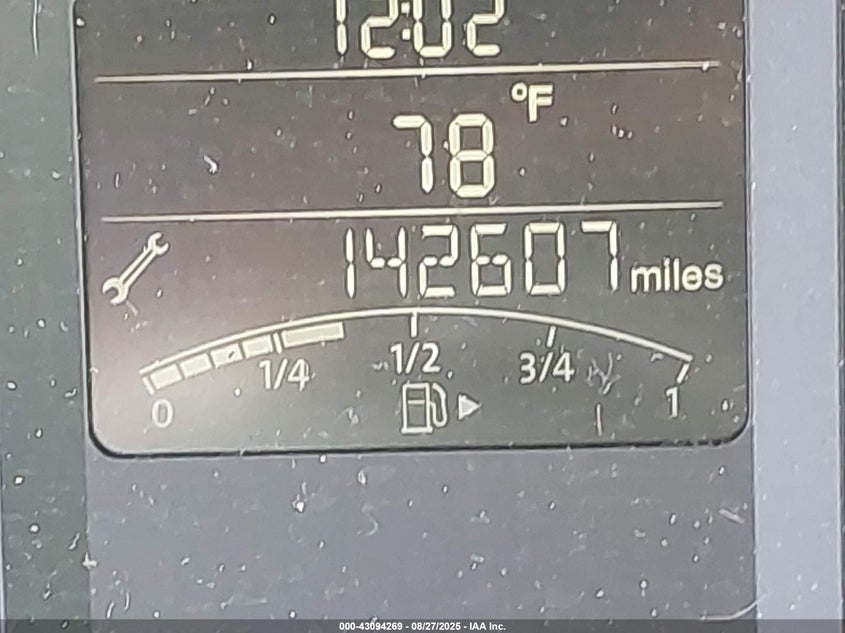 12:02
°F
78
142607 miles
0 1/4 1/2 3/4 1
000-43094269 - 08/27/2025 - IAA Inc.